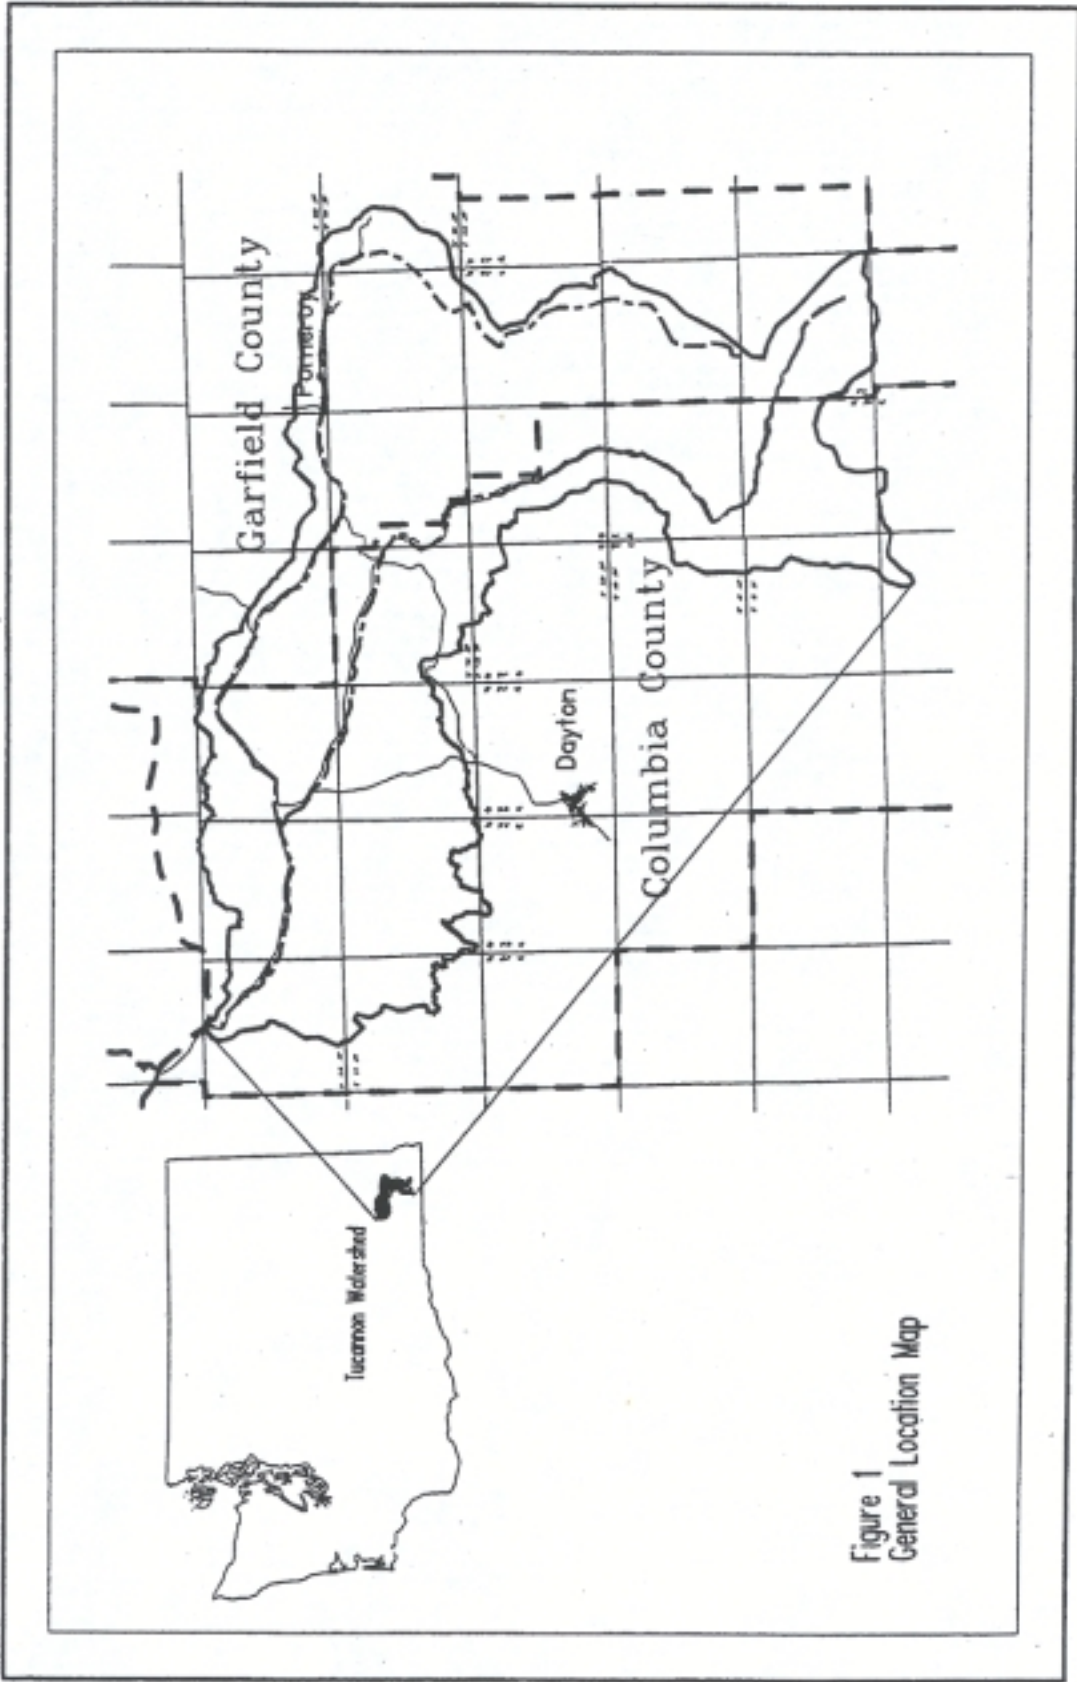 Garfield County
Pomeroy
Dayton
Columbia County
Tucannon Watershed
Figure 1
General Location Map